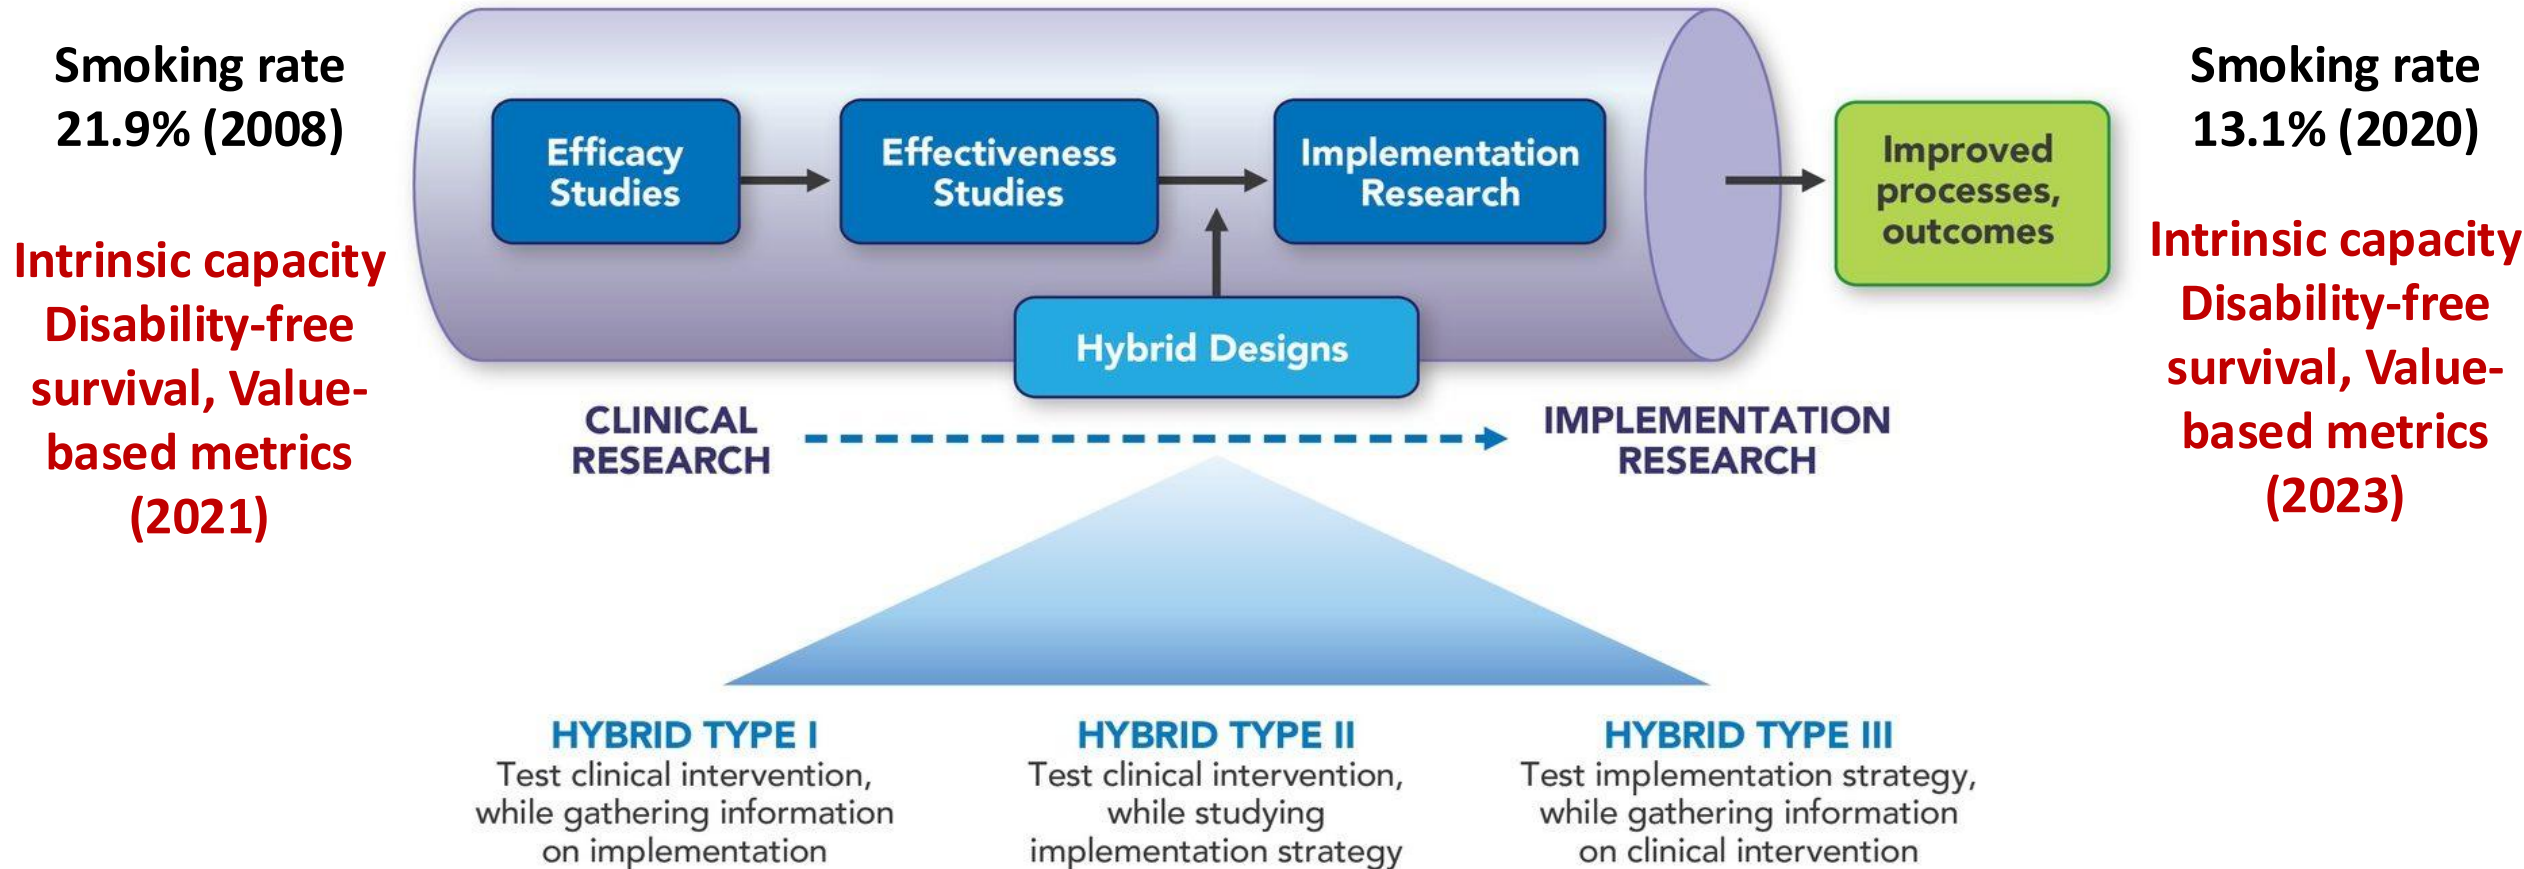 Smoking rate
21.9% (2008)
Intrinsic capacity
Disability-free
survival, Value-
based metrics
(2021)
Efficacy
Studies
Effectiveness
Studies
Implementation
Research
Hybrid Designs
Improved
processes,
outcomes
Smoking rate
13.1% (2020)
Intrinsic capacity
Disability-free
survival, Value-
based metrics
(2023)
CLINICAL
RESEARCH
IMPLEMENTATION
RESEARCH
HYBRID TYPE I
Test clinical intervention,
while gathering information
on implementation
HYBRID TYPE II
Test clinical intervention,
while studying
implementation strategy
HYBRID TYPE III
Test implementation strategy,
while gathering information
on clinical intervention